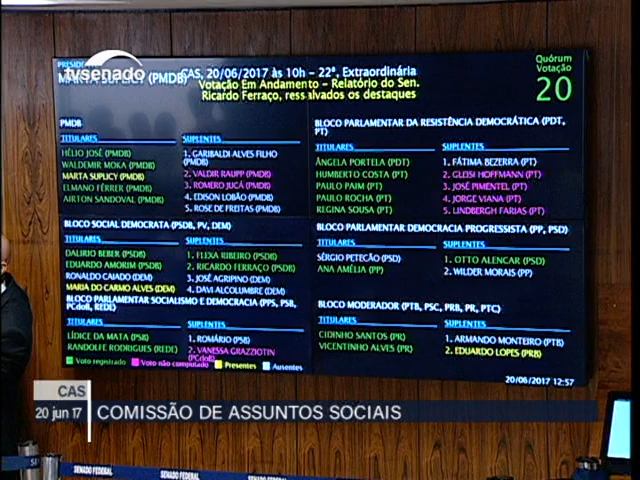 PRESIDENTE
tvsenado
MARTA SUPLICY (PMDB)
CAS, 20/06/2017 às 10h - 22ª, Extraordinária
Votação Em Andamento - Relatório do Sen.
Ricardo Ferraço, ressalvados os destaques
Quórum
Votação
20
PMDB
TITULARES
SUPLENTES
HÉLIO JOSÉ (PMDB)
WALDEMIR MOKA (PMDB)
MARTA SUPLICY (PMDB)
ELMANO FÉRRER (PMDB)
AIRTON SANDOVAL (PMDB)
1. GARIBALDI ALVES FILHO
(PMDB)
2. VALDIR RAUPP (PMDB)
3. ROMERO JUCÁ (PMDB)
4. EDISON LOBÃO (PMDB)
5. ROSE DE FREITAS (PMDB)
BLOCO PARLAMENTAR DA RESISTÊNCIA DEMOCRÁTICA (PDT,
PT)
TITULARES
SUPLENTES
ÂNGELA PORTELA (PDT)
HUMBERTO COSTA (PT)
PAULO PAIM (PT)
PAULO ROCHA (PT)
REGINA SOUSA (PT)
1. FÁTIMA BEZERRA (PT)
2. GLEISI HOFFMANN (PT)
3. JOSÉ PIMENTEL (PT)
4. JORGE VIANA (PT)
5. LINDBERGH FARIAS (PT)
BLOCO SOCIAL DEMOCRATA (PSDB, PV, DEM)
TITULARES
SUPLENTES
DALIRIO BEBER (PSDB)
EDUARDO AMORIM (PSDB)
RONALDO CAIADO (DEM)
MARIA DO CARMO ALVES (DEM)
1. FLEXA RIBEIRO (PSDB)
2. RICARDO FERRAÇO (PSDB)
3. JOSÉ AGRIPINO (DEM)
4. DAVI ALCOLUMBRE (DEM)
BLOCO PARLAMENTAR DEMOCRACIA PROGRESSISTA (PP, PSD)
TITULARES
SUPLENTES
SÉRGIO PETECÃO (PSD)
ANA AMÉLIA (PP)
1. OTTO ALENCAR (PSD)
2. WILDER MORAIS (PP)
BLOCO PARLAMENTAR SOCIALISMO E DEMOCRACIA (PPS, PSB,
PCdoB, REDE)
TITULARES
SUPLENTES
LÍDICE DA MATA (PSB)
RANDOLFE RODRIGUES (REDE)
1. ROMÁRIO (PSB)
2. VANESSA GRAZZIOTIN
(PCdoB)
BLOCO MODERADOR (PTB, PSC, PRB, PR, PTC)
TITULARES
SUPLENTES
CIDINHO SANTOS (PR)
VICENTINHO ALVES (PR)
1. ARMANDO MONTEIRO (PTB)
2. EDUARDO LOPES (PRB)
Voto registrado
Voto não computado
Presentes
Ausentes
20/06/2017 12:57
CAS
20 jun 17
COMISSÃO DE ASSUNTOS SOCIAIS
SENADO FEDERAL
SENADO FEDERAL
SENADO FEDERAL